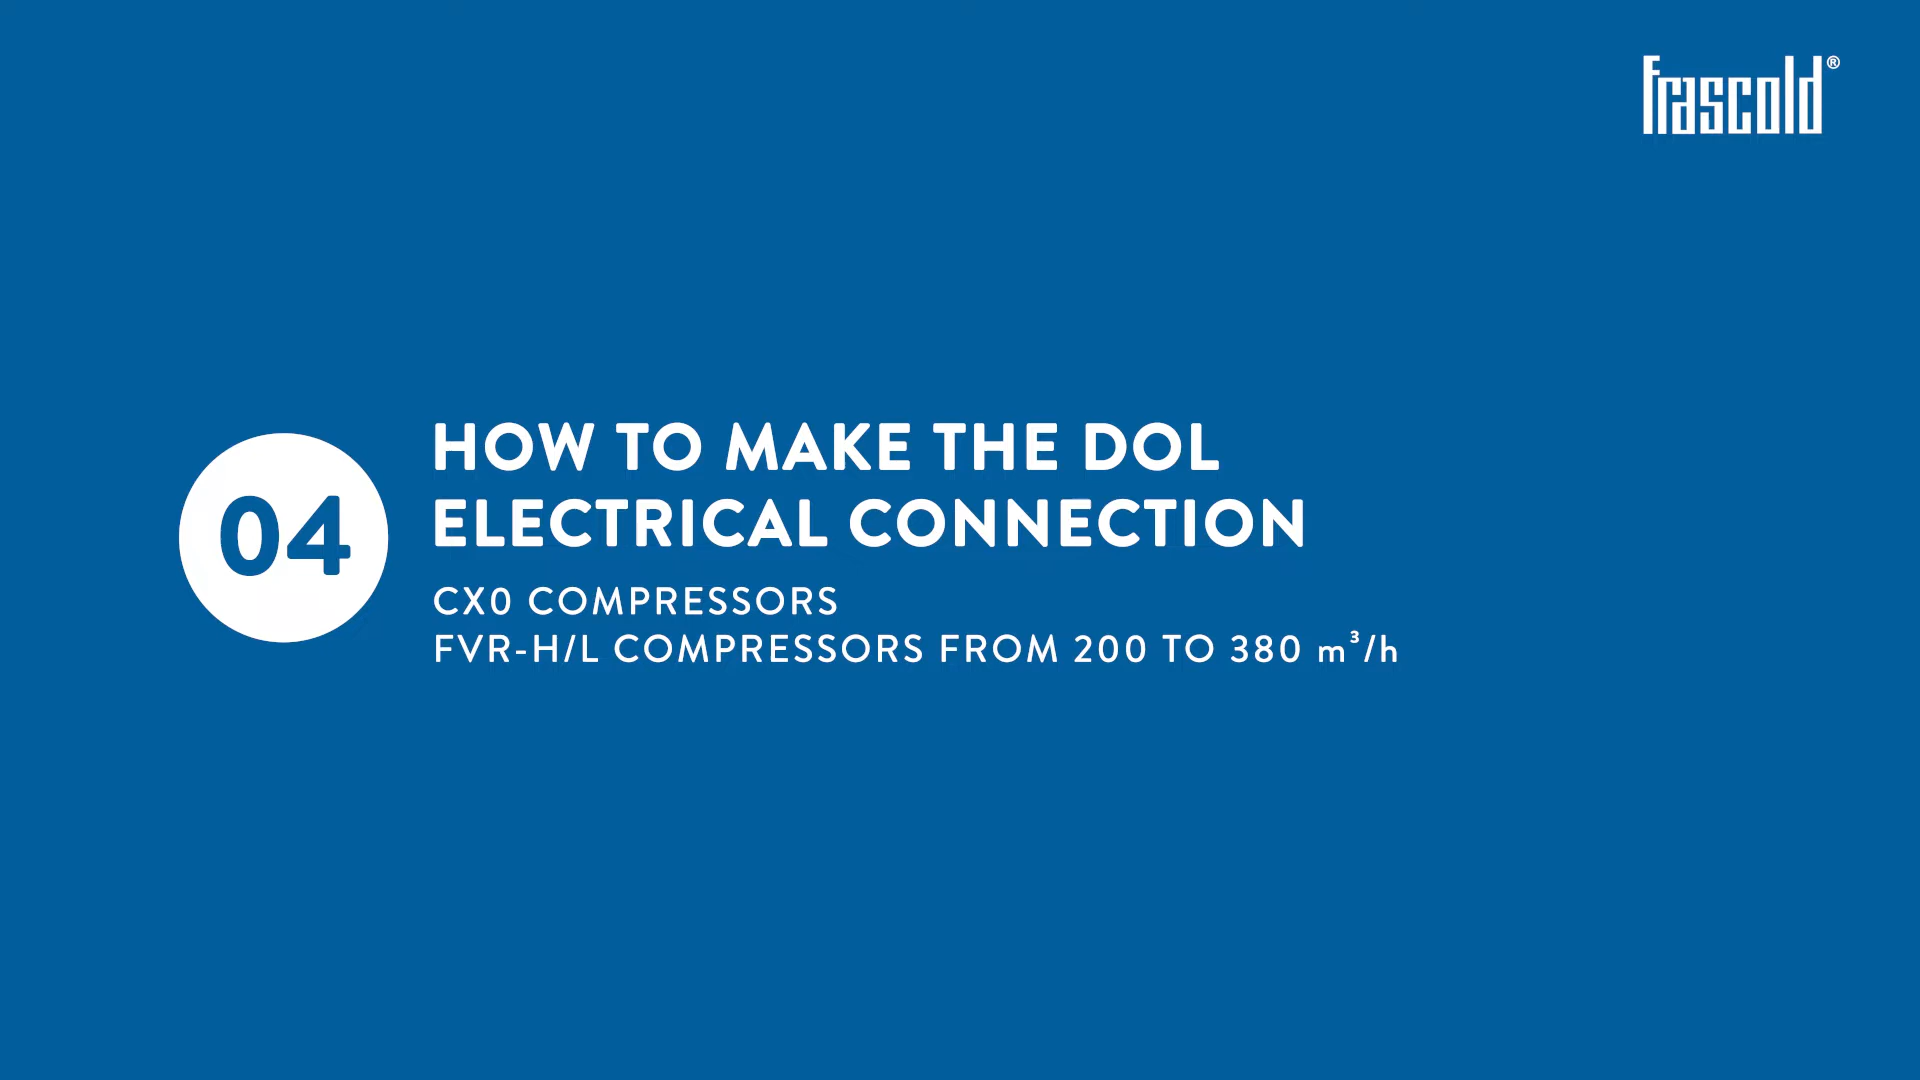 frascold®
04
HOW TO MAKE THE DOL
ELECTRICAL CONNECTION
CX0 COMPRESSORS
FVR-H/L COMPRESSORS FROM 200 TO 380 m³/h